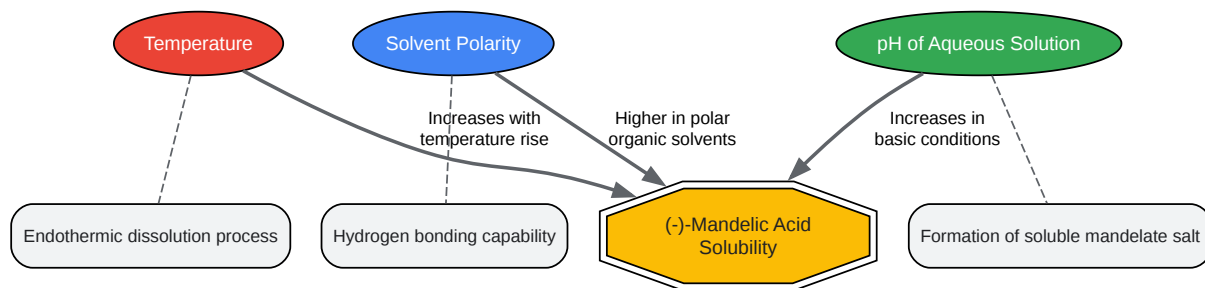 Temperature
Solvent Polarity
pH of Aqueous Solution
Increases with
temperature rise
Higher in polar
organic solvents
Increases in
basic conditions
Endothermic dissolution process
Hydrogen bonding capability
(-)-Mandelic Acid
Solubility
Formation of soluble mandelate salt